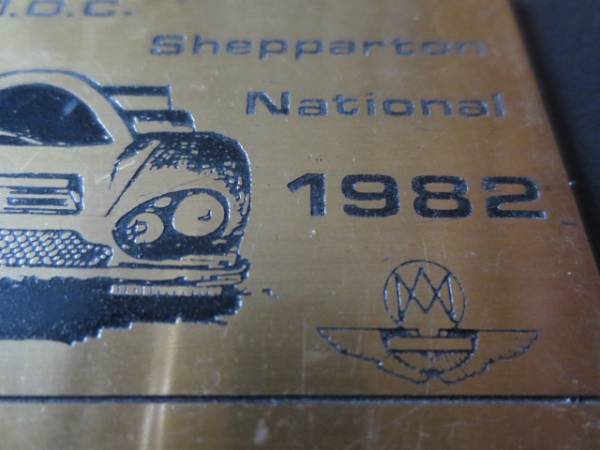 .D.C.
Shepparton
National
1982